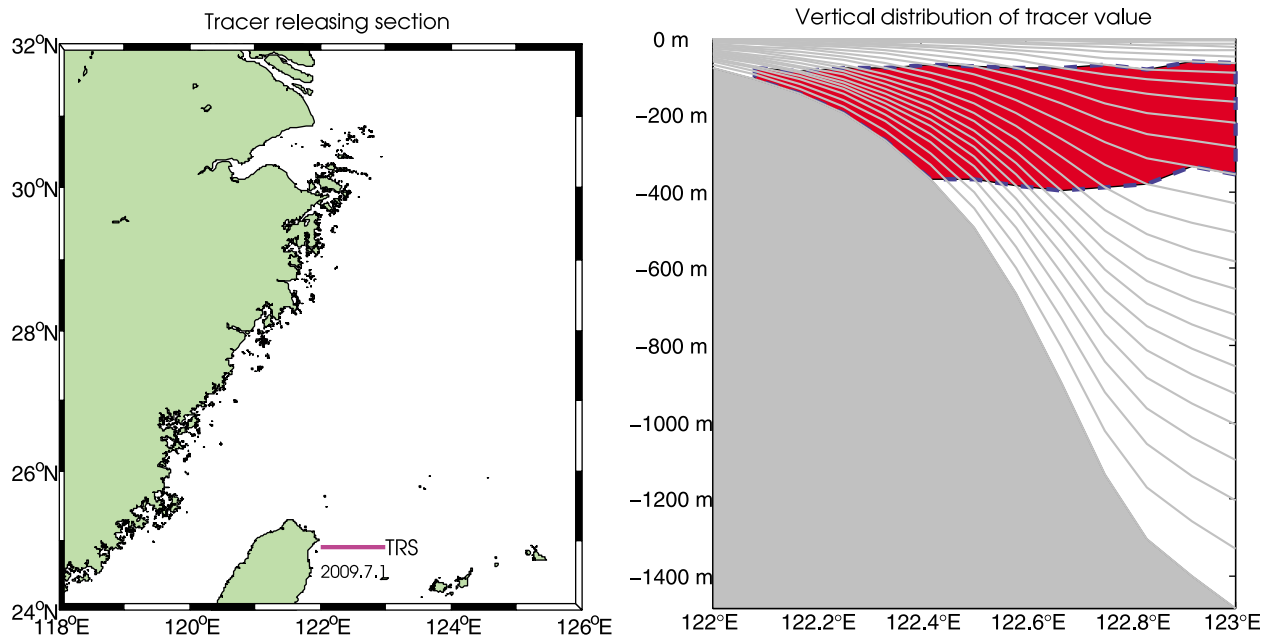 Tracer releasing section
32°N
30°N
28°N
26°N
24°N
118°E
120°E
122°E
124°E
126°E
TRS
2009.7.1
Vertical distribution of tracer value
0 m
−200 m
−400 m
−600 m
−800 m
−1000 m
−1200 m
−1400 m
122°E
122.2°E
122.4°E
122.6°E
122.8°E
123°E